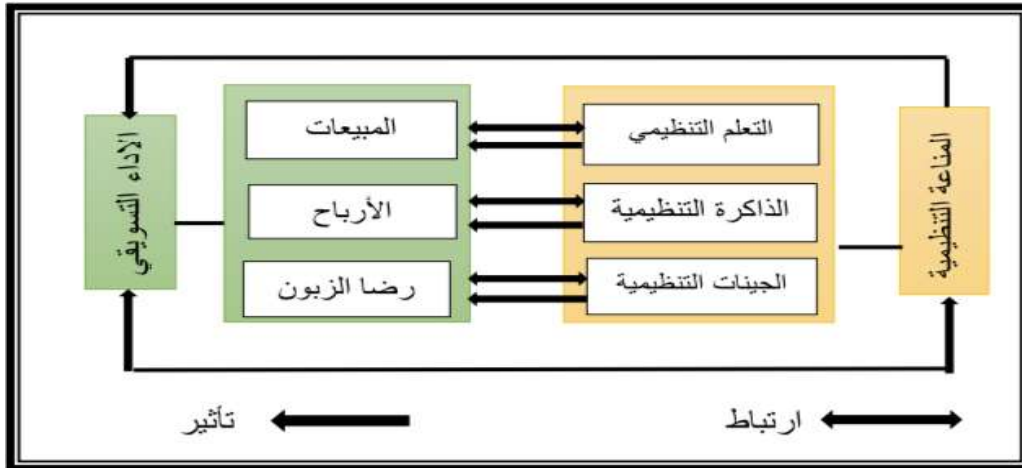 المناعة التنظيمية
التعلم التنظيمي
الذاكرة التنظيمية
الجينات التنظيمية
المبيعات
الأرباح
رضا الزبون
الاداء التسويقي
ارتباط
تأثير